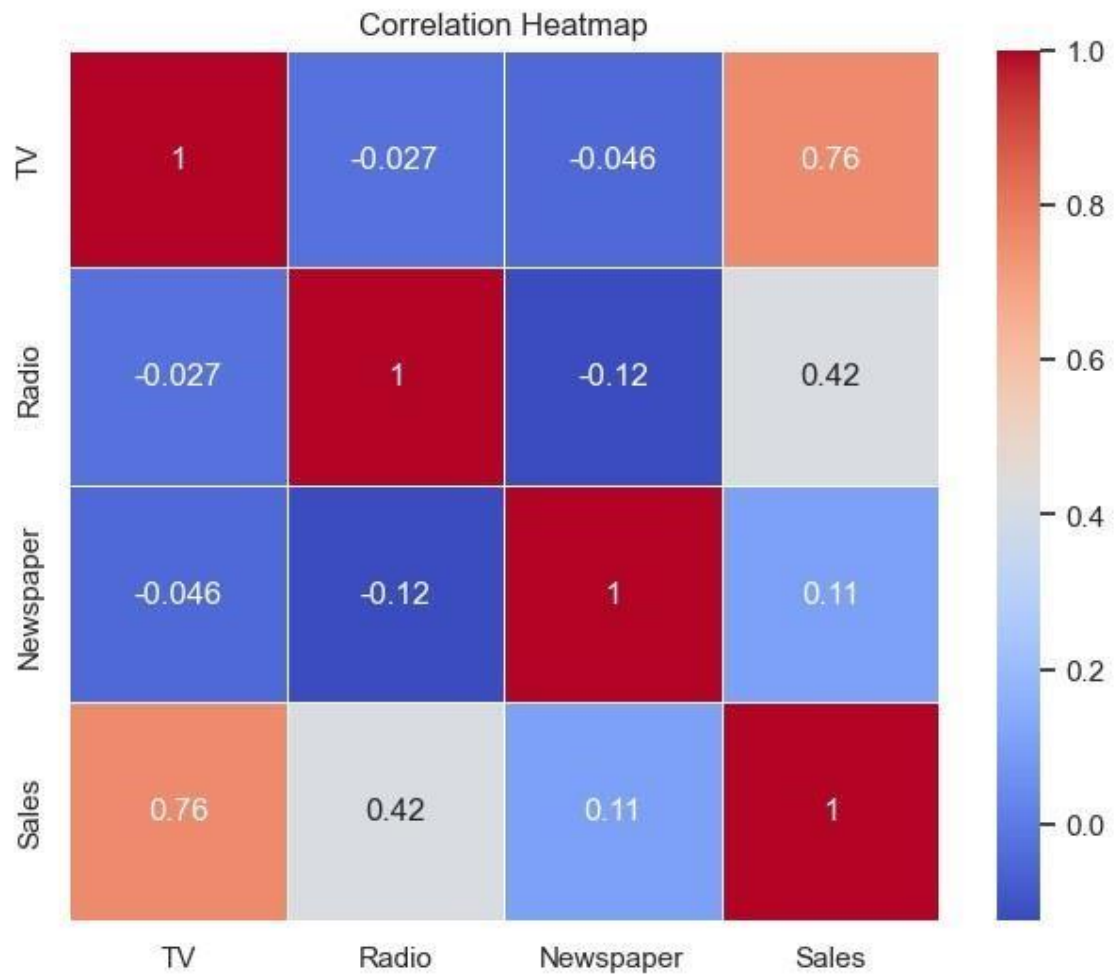 Correlation Heatmap
TV 1 -0.027 -0.046 0.76
Radio -0.027 1 -0.12 0.42
Newspaper -0.046 -0.12 1 0.11
Sales 0.76 0.42 0.11 1
TV Radio Newspaper Sales
1.0
0.8
0.6
0.4
0.2
0.0